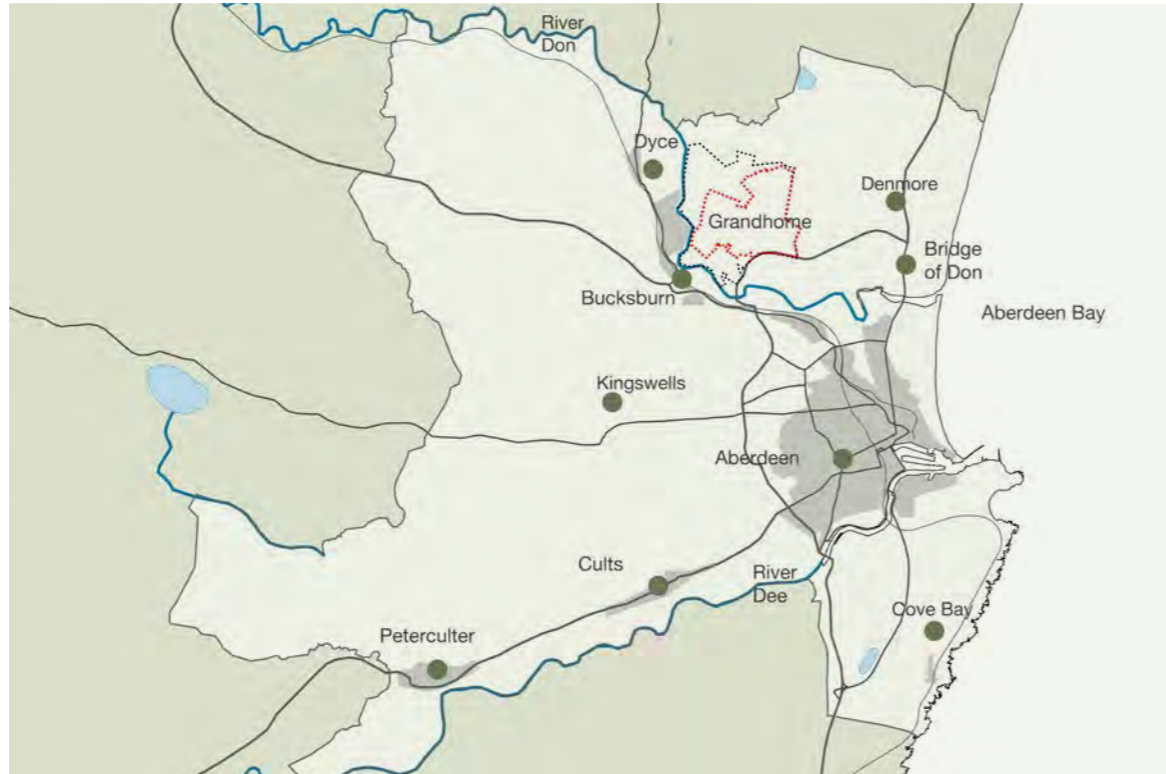 River
Don
Dyce
Denmore
Grandhome
Bridge
of Don
Bucksburn
Aberdeen Bay
Kingswells
Aberdeen
Cults
River
Dee
Cove Bay
Peterculter